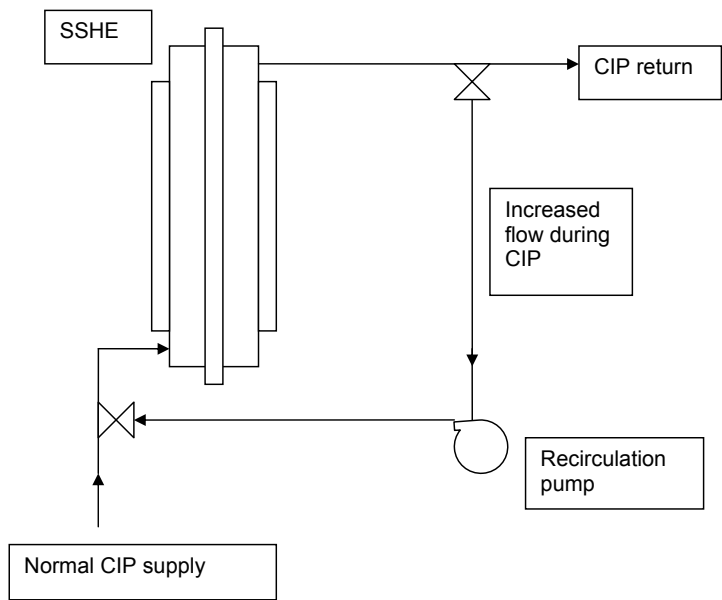 SSHE
CIP return
Increased
flow during
CIP
Recirculation
pump
Normal CIP supply